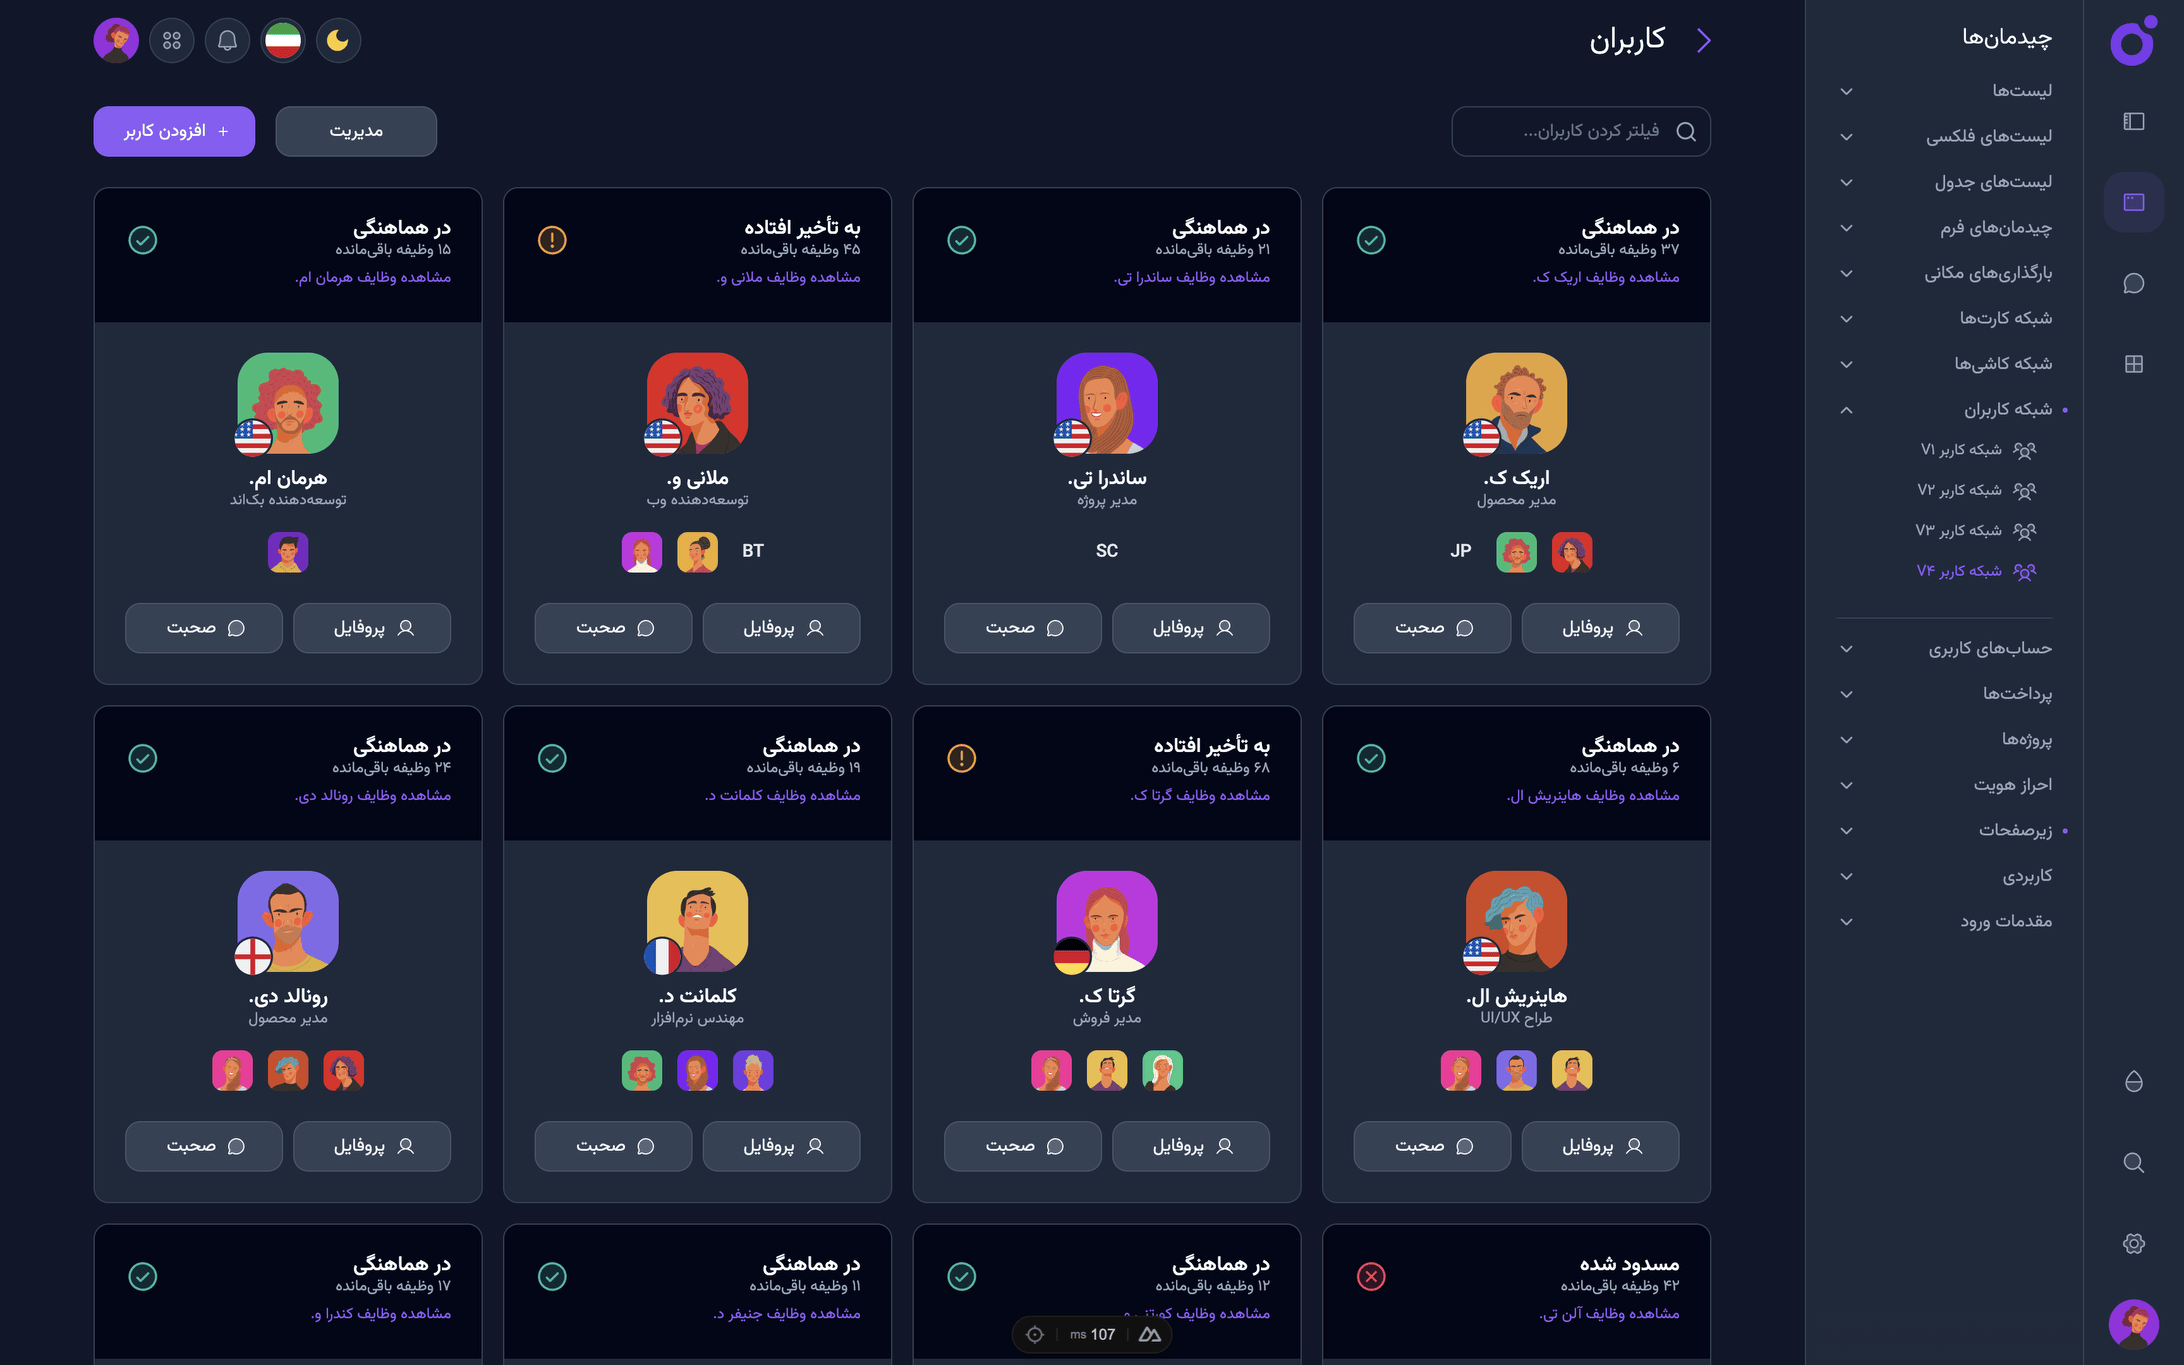 چیدمان‌ها
لیست‌ها
لیست‌های فلکسی
لیست‌های جدول
چیدمان‌های فرم
بارگذاری‌های مکانی
شبکه کارت‌ها
شبکه کاشی‌ها
شبکه کاربران
شبکه کاربر V۱
شبکه کاربر V۲
شبکه کاربر V۳
شبکه کاربر V۴
حساب‌های کاربری
پرداخت‌ها
پروژه‌ها
احراز هویت
زیرصفحات
کاربردی
مقدمات ورود
کاربران
فیلتر کردن کاربران...
مدیریت
+ افزودن کاربر
در هماهنگی
۳۷ وظیفه باقی‌مانده
مشاهده وظایف اریک ک.
اریک ک.
مدیر محصول
JP
پروفایل
صحبت
در هماهنگی
۲۱ وظیفه باقی‌مانده
مشاهده وظایف ساندرا تی.
ساندرا تی.
مدیر پروژه
SC
پروفایل
صحبت
به تأخیر افتاده
۴۵ وظیفه باقی‌مانده
مشاهده وظایف ملانی و.
ملانی و.
توسعه‌دهنده وب
BT
پروفایل
صحبت
در هماهنگی
۱۵ وظیفه باقی‌مانده
مشاهده وظایف هرمان ام.
هرمان ام.
توسعه‌دهنده بک‌اند
پروفایل
صحبت
در هماهنگی
۶ وظیفه باقی‌مانده
مشاهده وظایف هاینریش ال.
هاینریش ال.
طراح UI/UX
پروفایل
صحبت
به تأخیر افتاده
۶۸ وظیفه باقی‌مانده
مشاهده وظایف گرتا ک.
گرتا ک.
مدیر فروش
پروفایل
صحبت
در هماهنگی
۱۹ وظیفه باقی‌مانده
مشاهده وظایف کلمانت د.
کلمانت د.
مهندس نرم‌افزار
پروفایل
صحبت
در هماهنگی
۲۴ وظیفه باقی‌مانده
مشاهده وظایف رونالد دی.
رونالد دی.
مدیر محصول
پروفایل
صحبت
مسدود شده
۴۲ وظیفه باقی‌مانده
مشاهده وظایف آلن تی.
در هماهنگی
۱۲ وظیفه باقی‌مانده
مشاهده وظایف
در هماهنگی
۱۱ وظیفه باقی‌مانده
مشاهده وظایف جنیفر د.
در هماهنگی
۱۷ وظیفه باقی‌مانده
مشاهده وظایف کندرا و.
107 ms